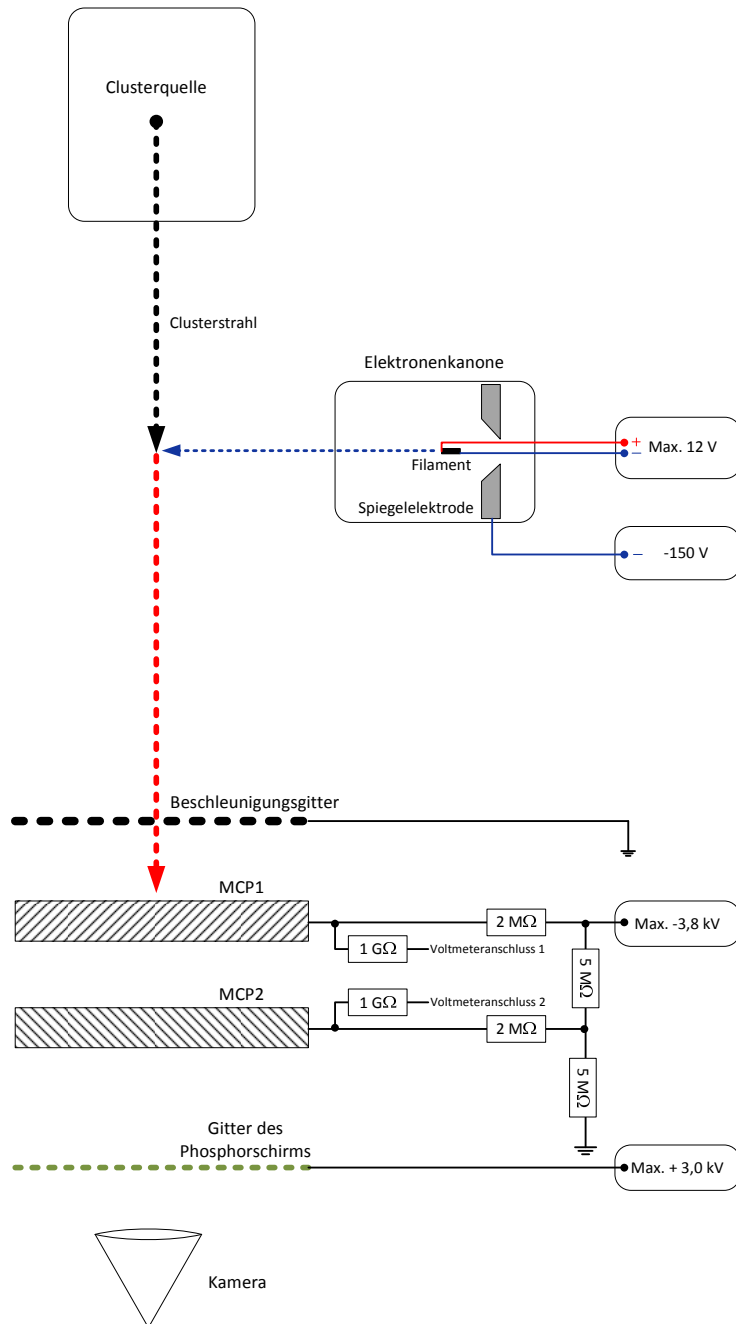 Clusterquelle
Clusterstrahl
Elektronenkanone
+
Max. 12 V
–
Filament
Spiegelelektrode
– -150 V
Beschleunigungsgitter
MCP1
2 MΩ
Max. -3,8 kV
1 GΩ
Voltmeteranschluss 1
5 MΩ
MCP2
1 GΩ
Voltmeteranschluss 2
2 MΩ
5 MΩ
Gitter des
Phosphorschirms
Max. + 3,0 kV
Kamera